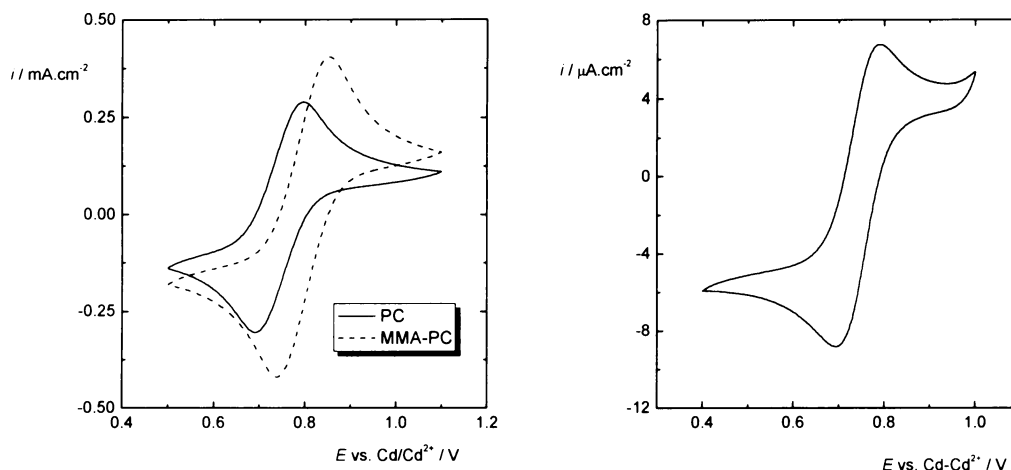 0.50
i / mA.cm-2
0.25
0.00
-0.25
-0.50
0.4 0.6 0.8 1.0 1.2
PC
MMA-PC
E vs. Cd/Cd2+ / V
8
i / μA.cm-2
4
0
-4
-8
-12
0.4 0.6 0.8 1.0
E vs. Cd-Cd2+ / V